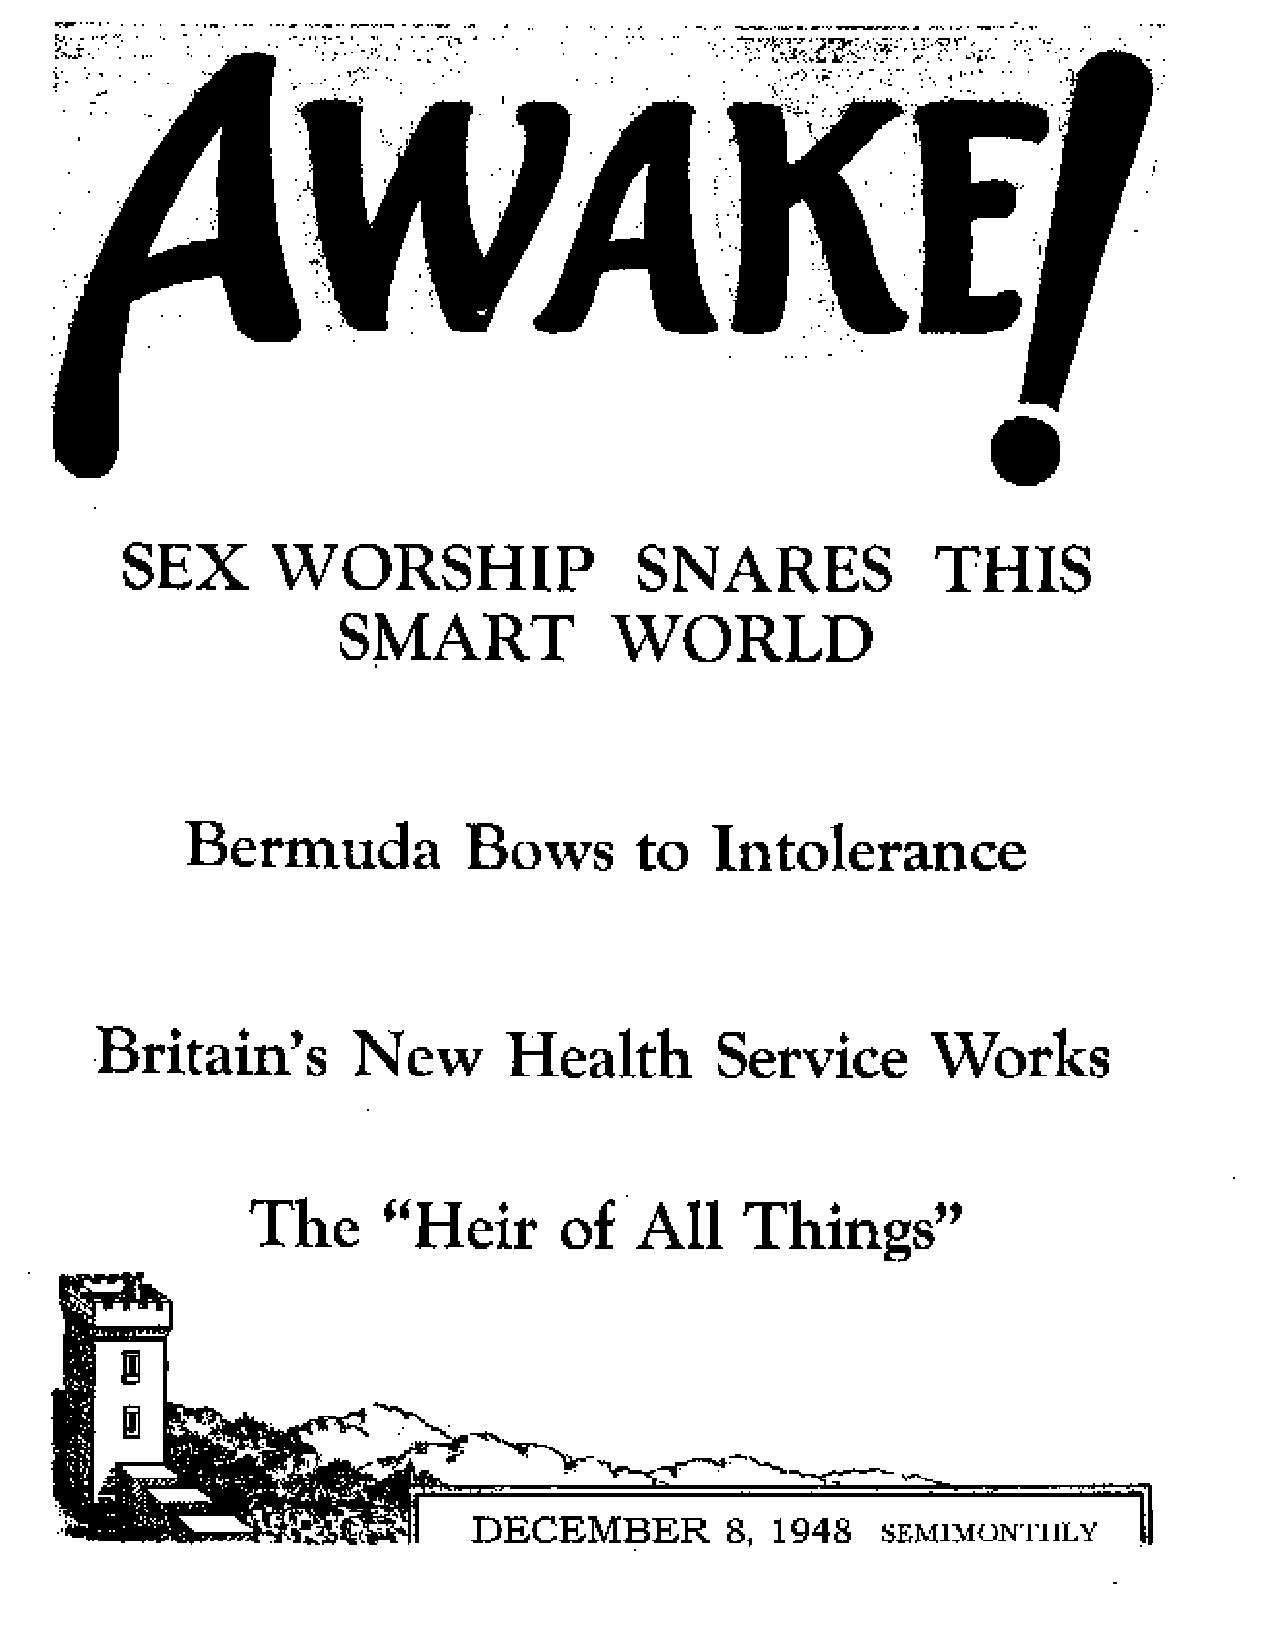 AWAKE!
SEX WORSHIP SNARES THIS
SMART WORLD
Bermuda Bows to Intolerance
Britain's New Health Service Works
The “Heir of All Things”
DECEMBER 8, 1948 SEMIMONTHLY